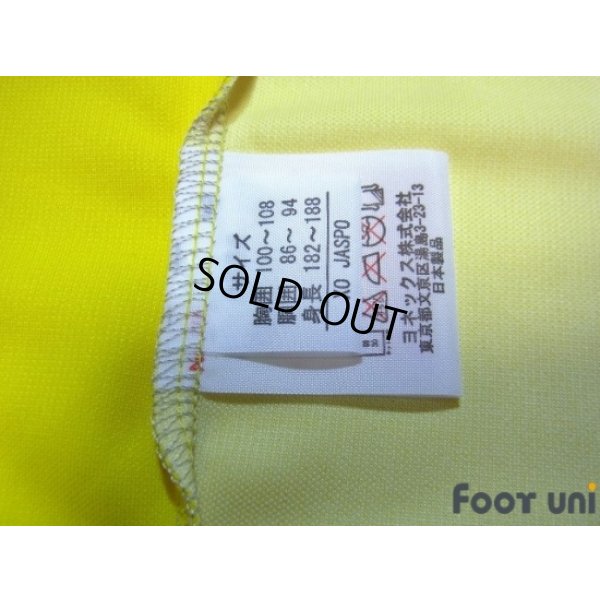 サイズ
胸囲 100～108
腰囲 86～94
身長 182～188
XO JASPO
ヨネックス株式会社
東京都文京区湯島3-23-13
日本製品
SOLD OUT
FOOT UNI